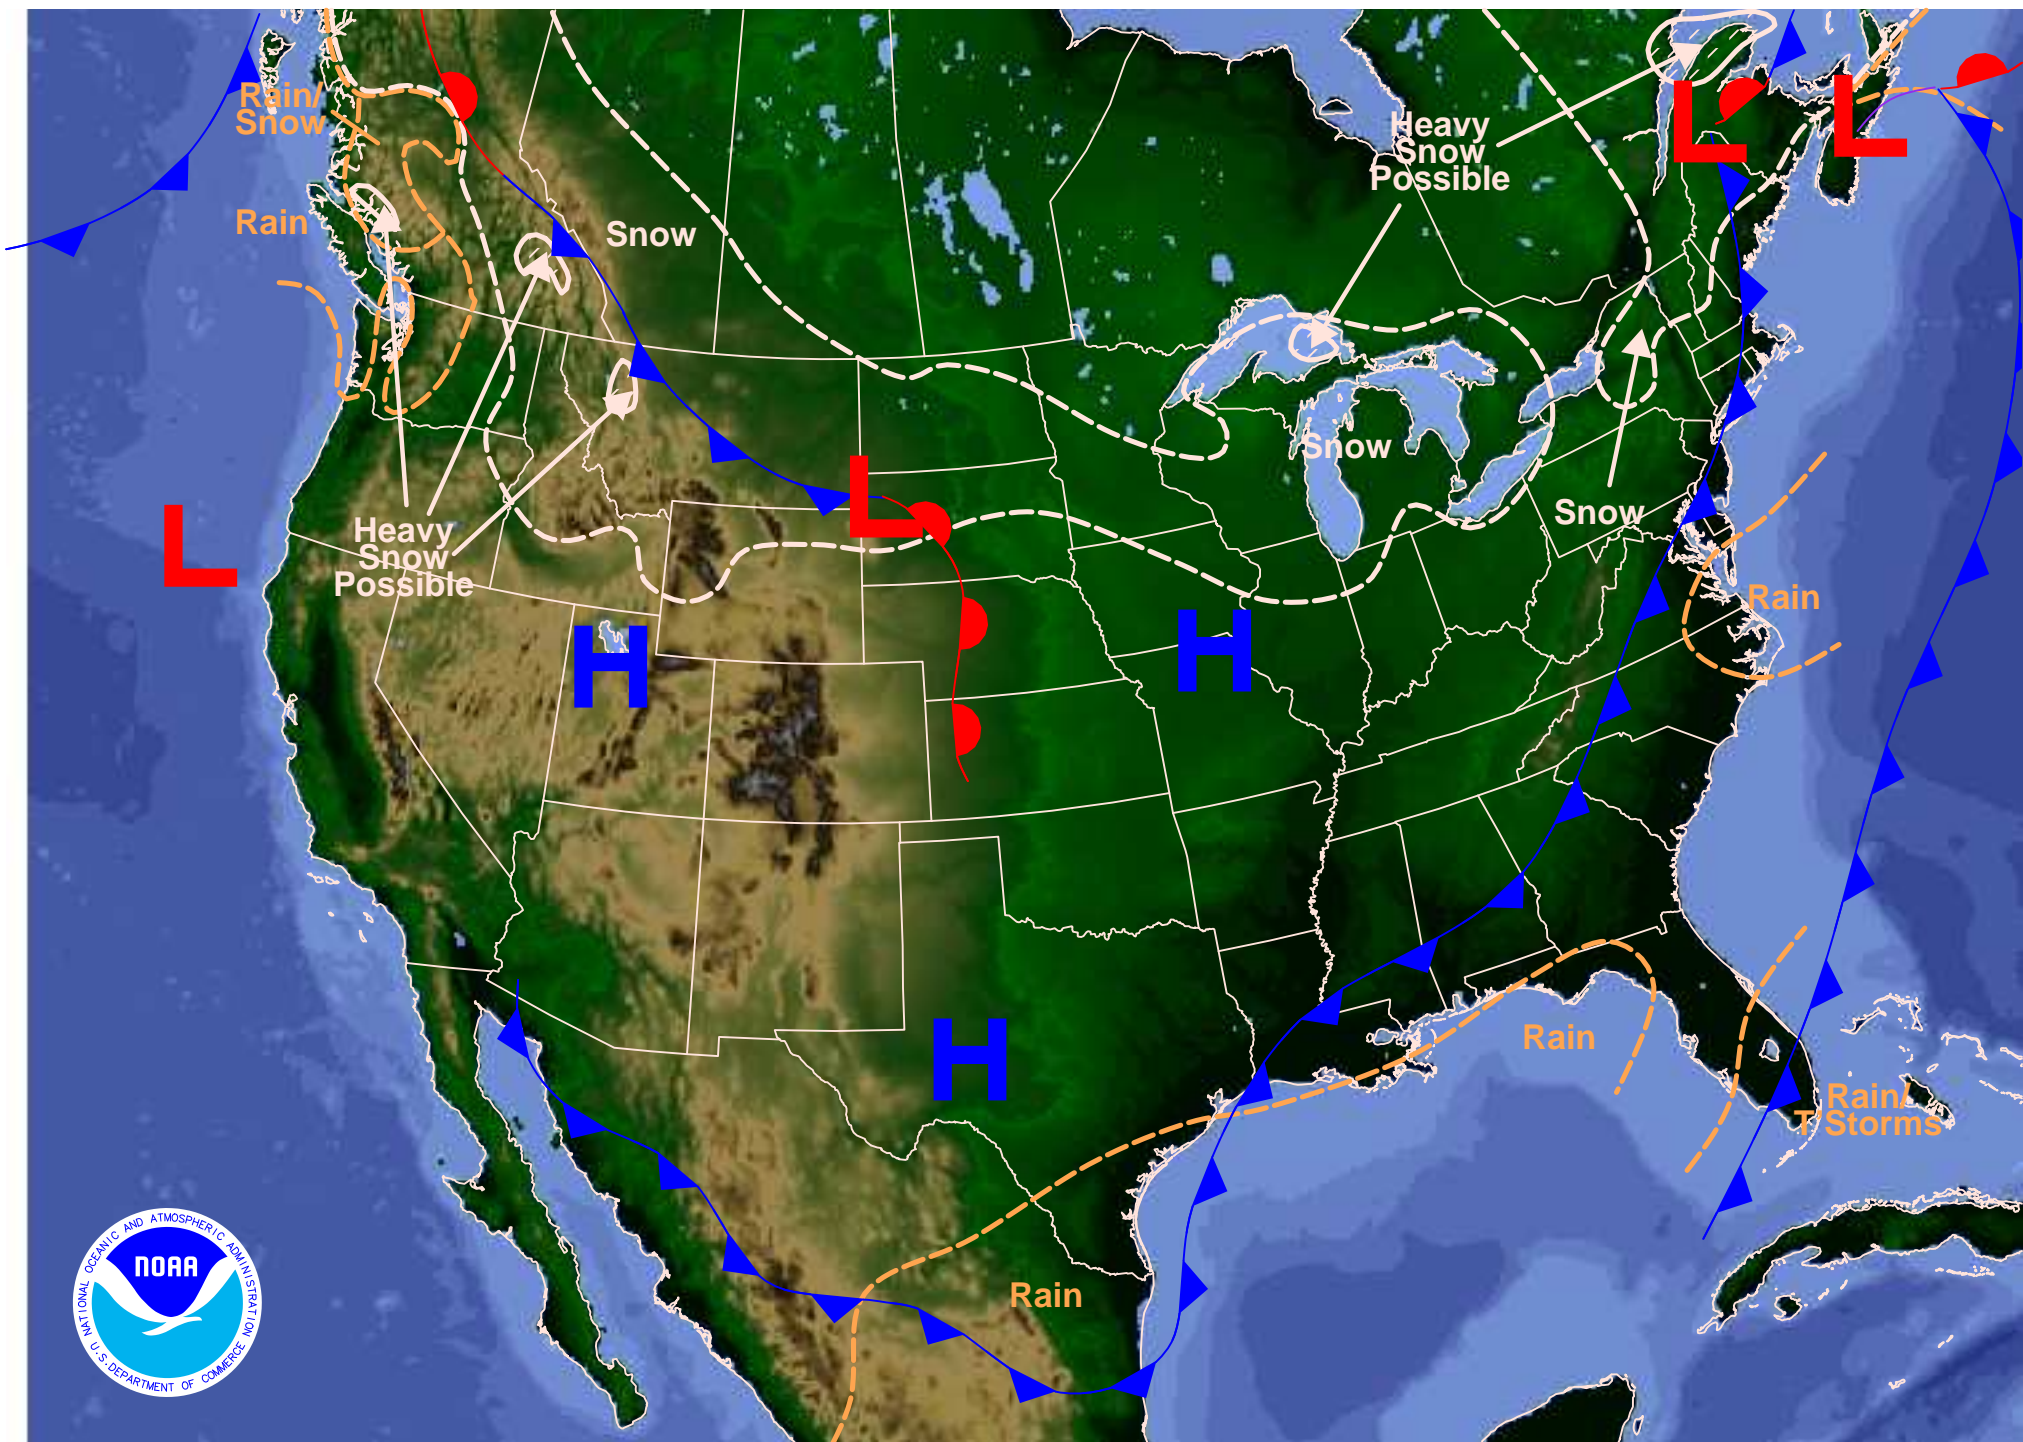 Rain/
Snow
Rain
Snow
Heavy
Snow
Possible
L
L
Snow
Snow
L
L
Heavy
Snow
Possible
H
H
Rain
Rain
H
Rain/
T'Storms
Rain
NATIONAL OCEANIC AND ATMOSPHERIC ADMINISTRATION
NOAA
U.S. DEPARTMENT OF COMMERCE